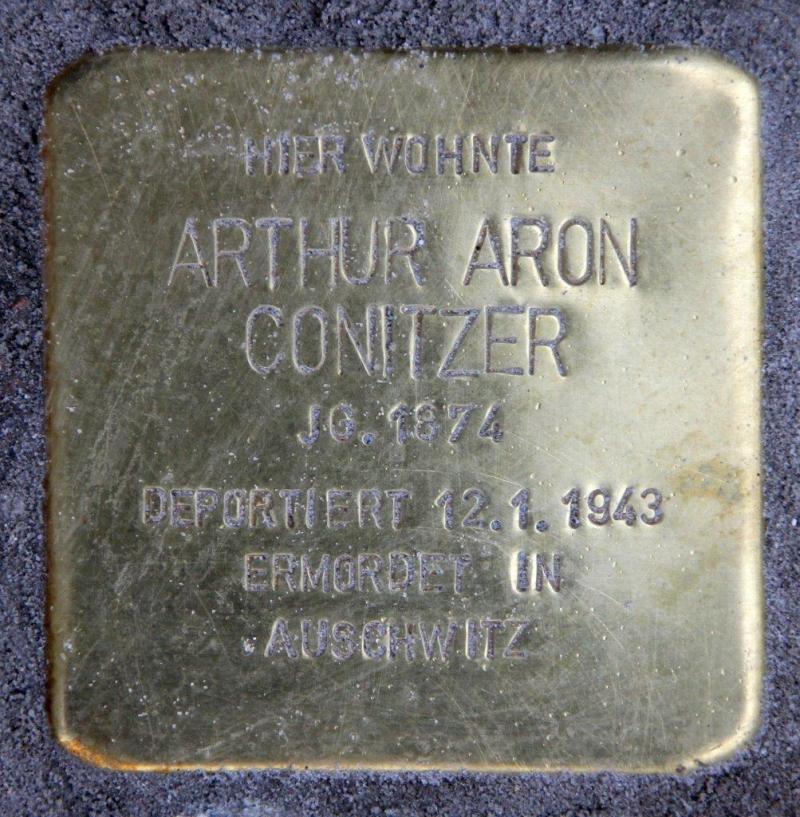 HIER WOHNTE
ARTHUR ARON
CONITZER
JG. 1874
DEPORTIERT 12.1.1943
ERMORDET IN
AUSCHWITZ